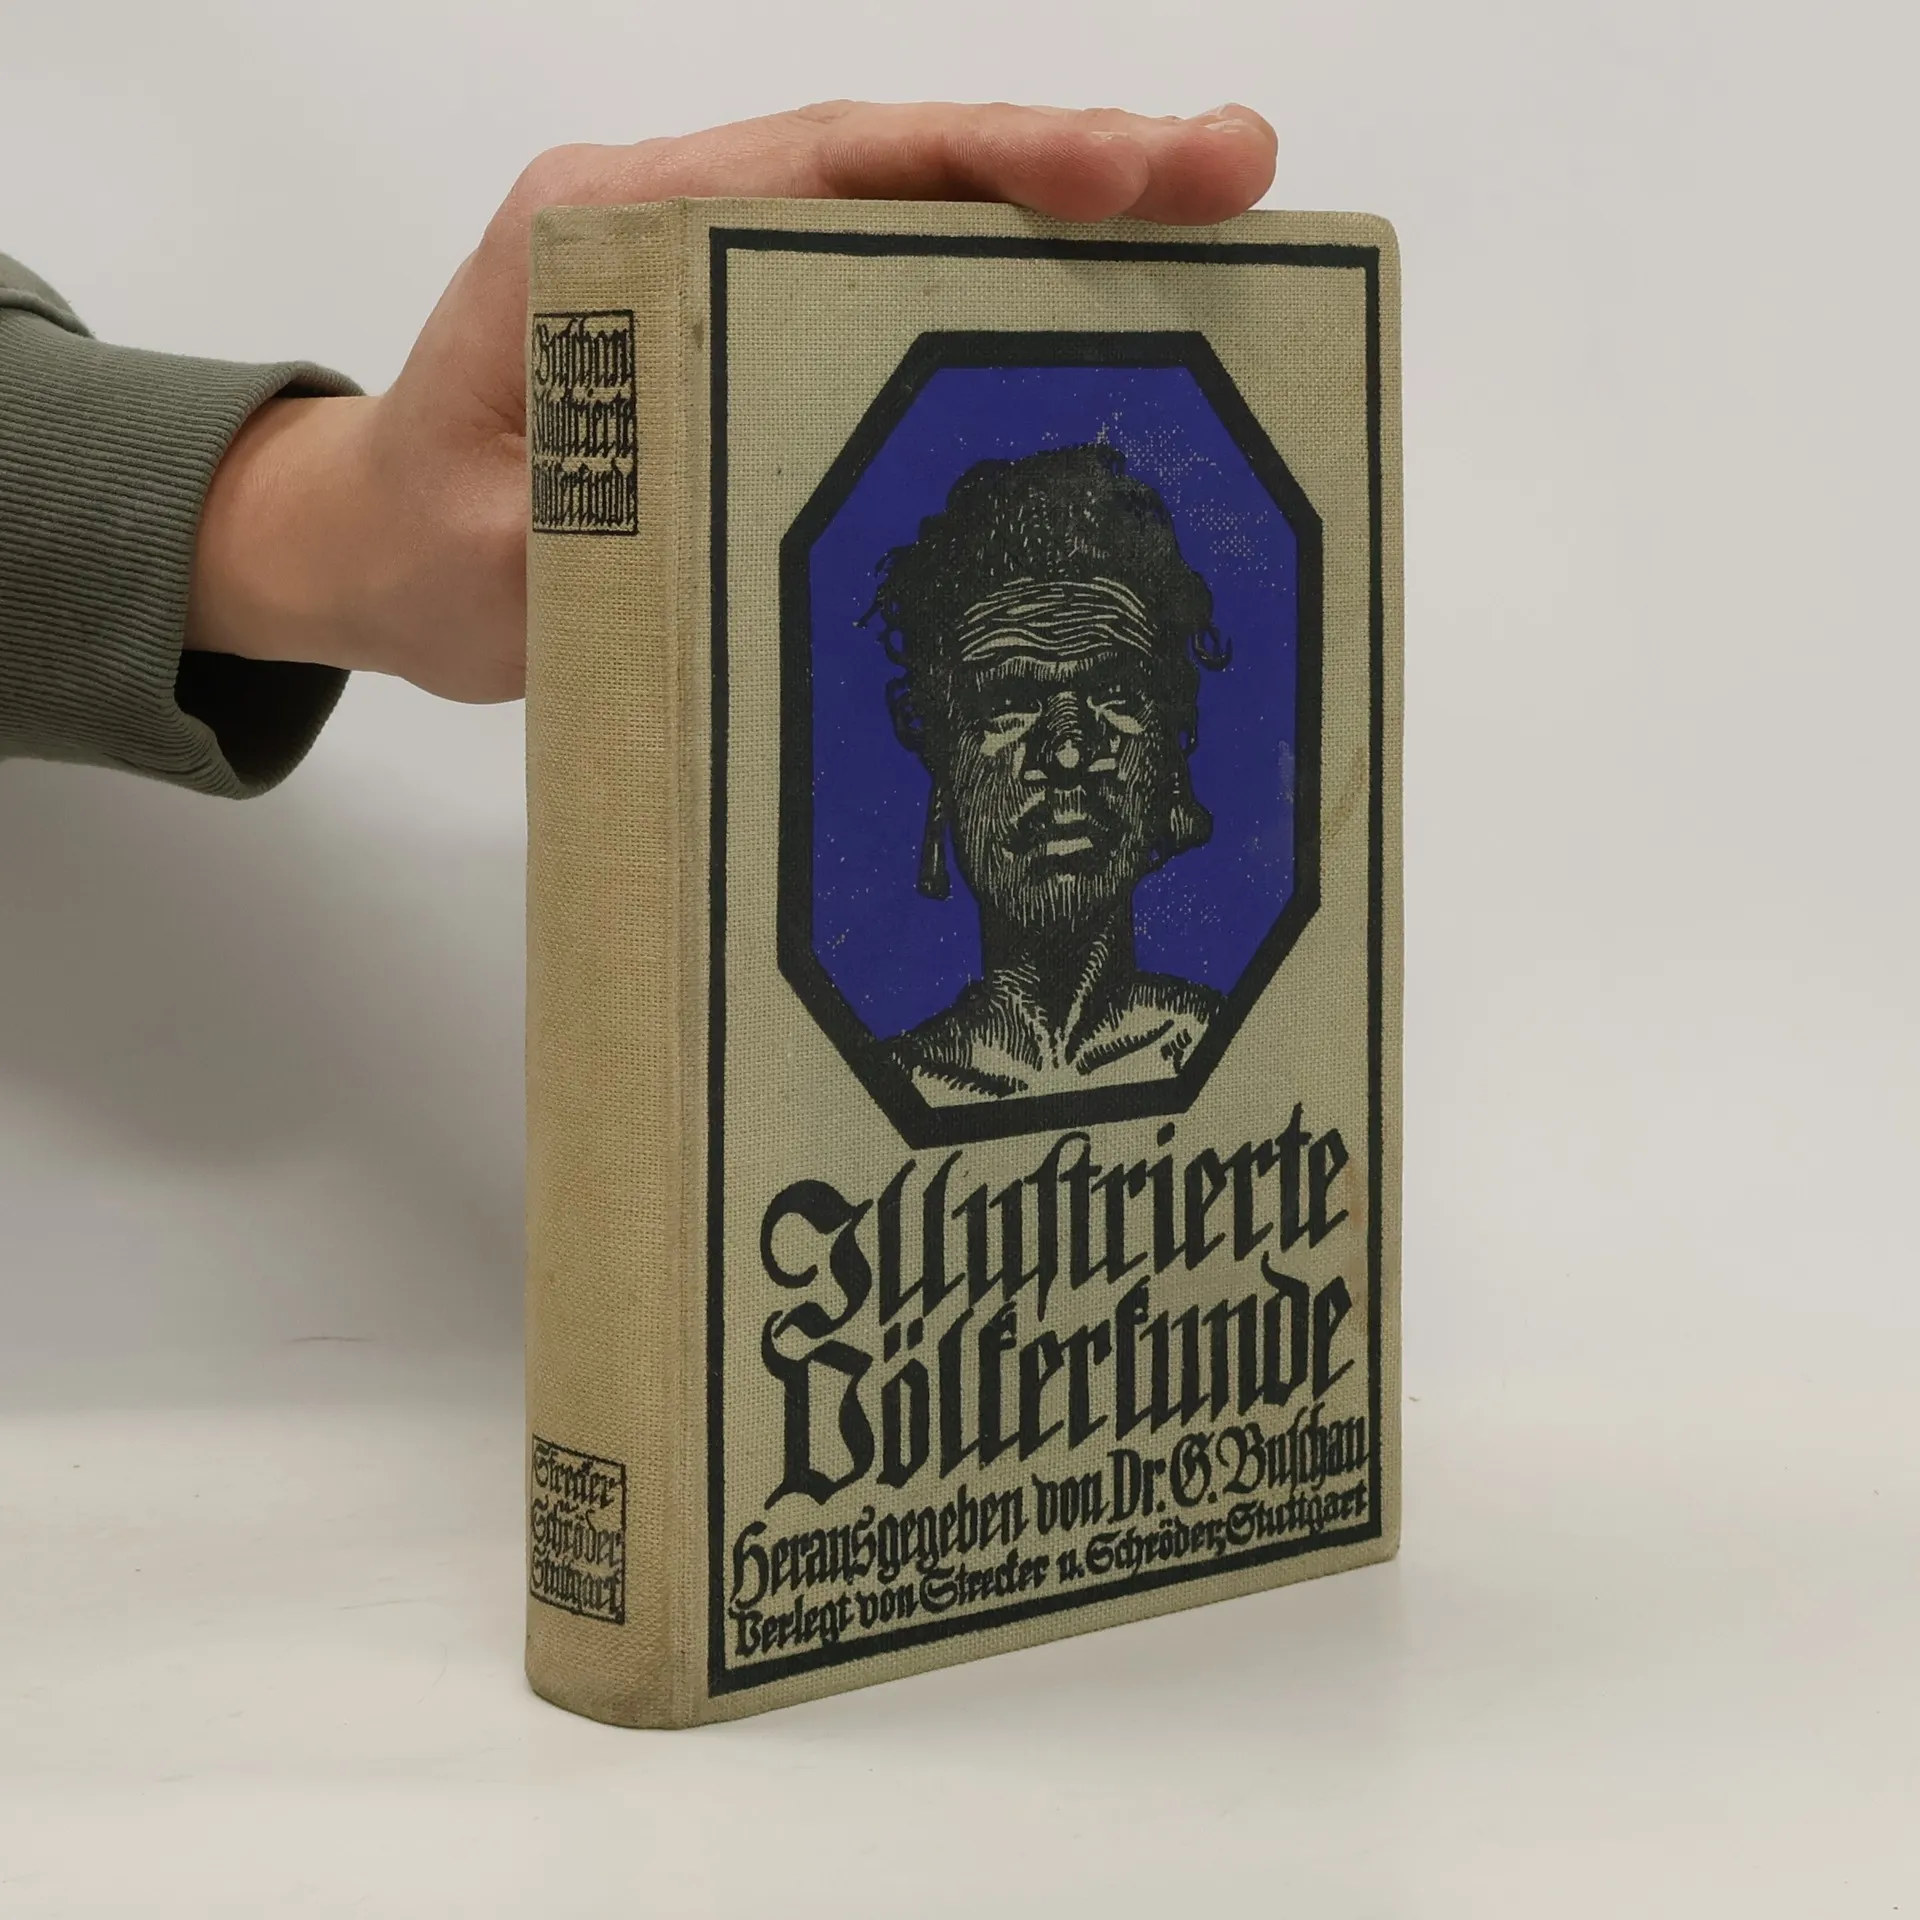 Buschan
Illustrierte
Völkerkunde
Strecker
u.
Schröder
Stuttgart
Illustrierte
Völkerkunde
Herausgegeben von Dr. G. Buschan
Verlegt von Strecker u. Schröder, Stuttgart